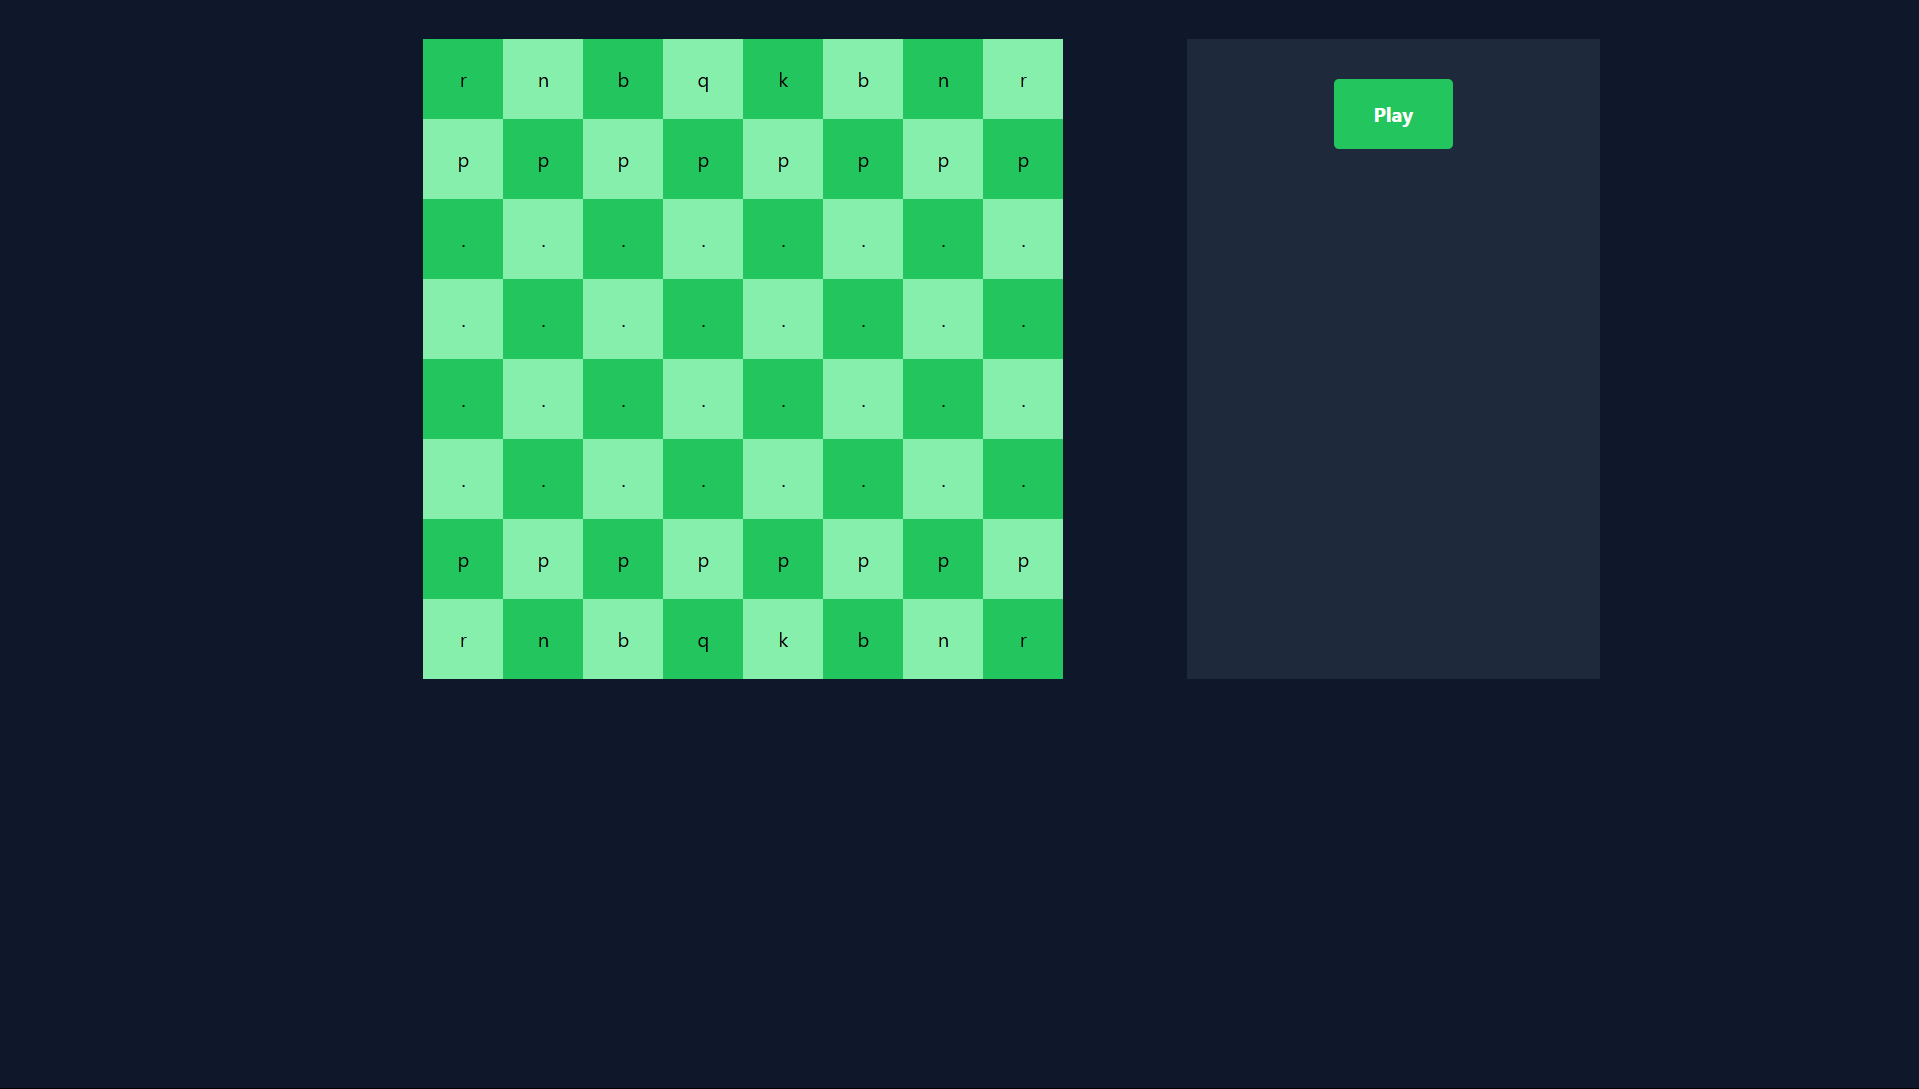 r n b q k b n r
Play
p p p p p p p p
. . . . . . . .
. . . . . . . .
. . . . . . . .
. . . . . . . .
p p p p p p p p
r n b q k b n r